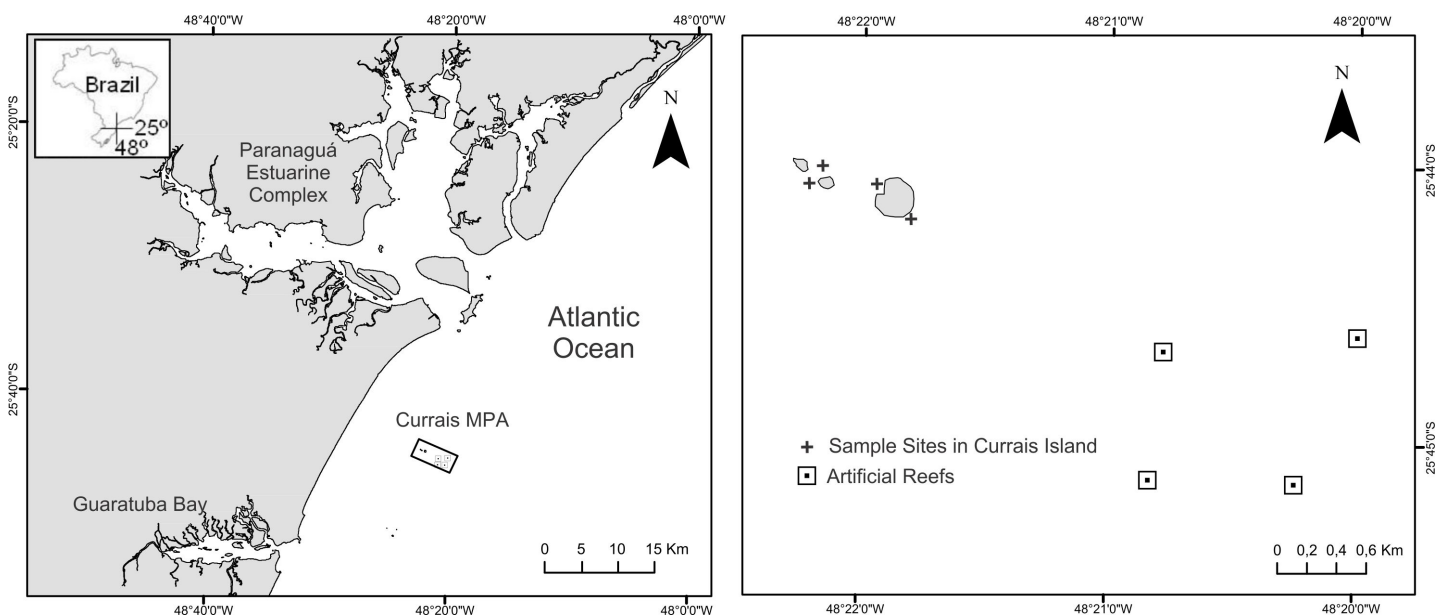 48°40'0"W
48°20'0"W
48°0'0"W
Brazil
25º
48º
25°20'0"S
25°40'0"S
N
Paranaguá
Estuarine
Complex
Atlantic
Ocean
Currais MPA
Guaratuba Bay
0 5 10 15 Km
48°40'0"W
48°20'0"W
48°0'0"W
48°22'0"W
48°21'0"W
48°20'0"W
N
25°44'0"S
25°45'0"S
Sample Sites in Currais Island
Artificial Reefs
0 0,2 0,4 0,6 Km
48°22'0"W
48°21'0"W
48°20'0"W